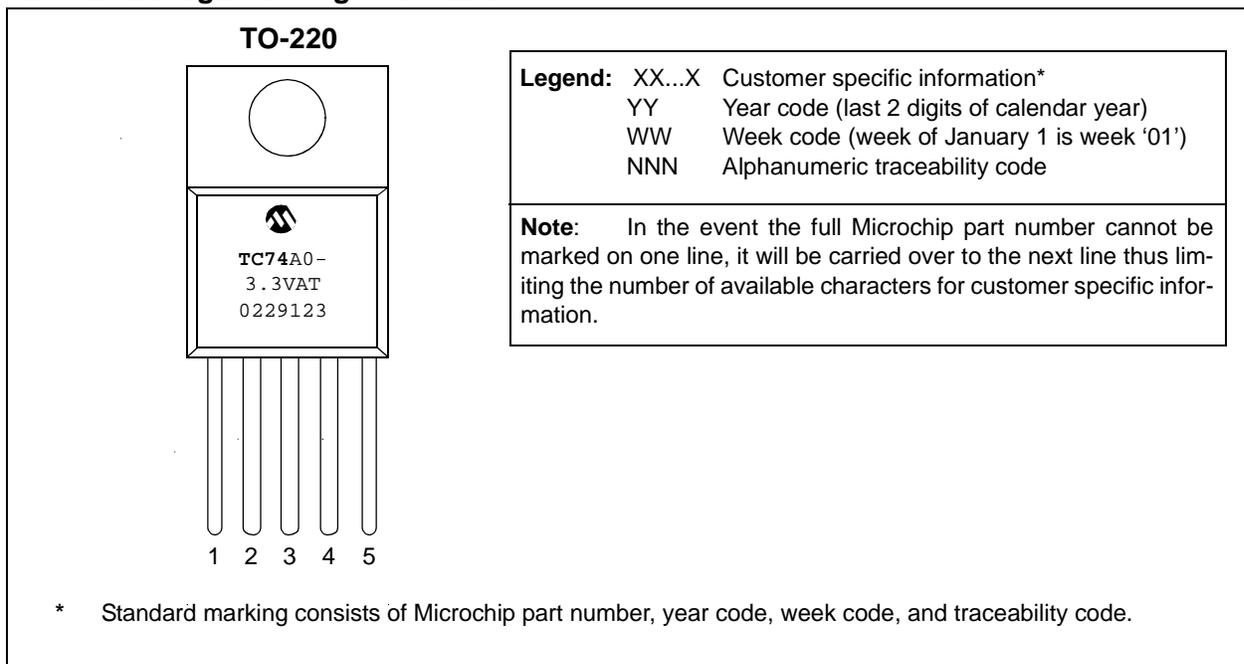 TO-220
TC74A0-
3.3VAT
0229123
1 2 3 4 5
Legend: XX...X Customer specific information*
YY Year code (last 2 digits of calendar year)
WW Week code (week of January 1 is week ‘01’)
NNN Alphanumeric traceability code
Note: In the event the full Microchip part number cannot be
marked on one line, it will be carried over to the next line thus lim-
iting the number of available characters for customer specific infor-
mation.
* Standard marking consists of Microchip part number, year code, week code, and traceability code.